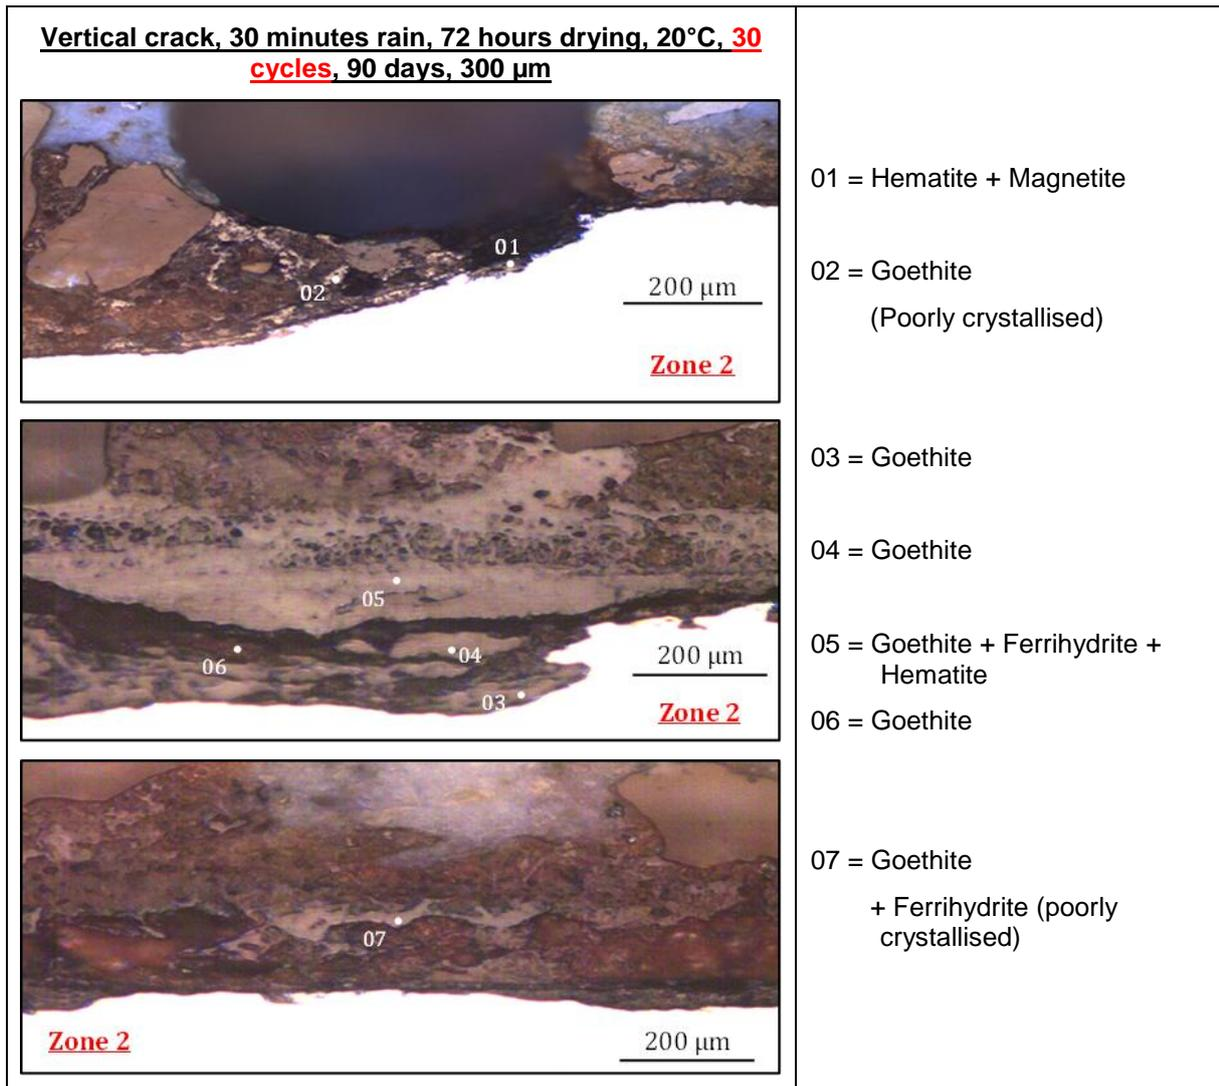 Vertical crack, 30 minutes rain, 72 hours drying, 20°C, 30
cycles, 90 days, 300 µm
01
02
200 µm
Zone 2
01 = Hematite + Magnetite
02 = Goethite
(Poorly crystallised)
05
06
04
03
200 µm
Zone 2
03 = Goethite
04 = Goethite
05 = Goethite + Ferrihydrite +
Hematite
06 = Goethite
07
Zone 2
200 µm
07 = Goethite
+ Ferrihydrite (poorly
crystallised)